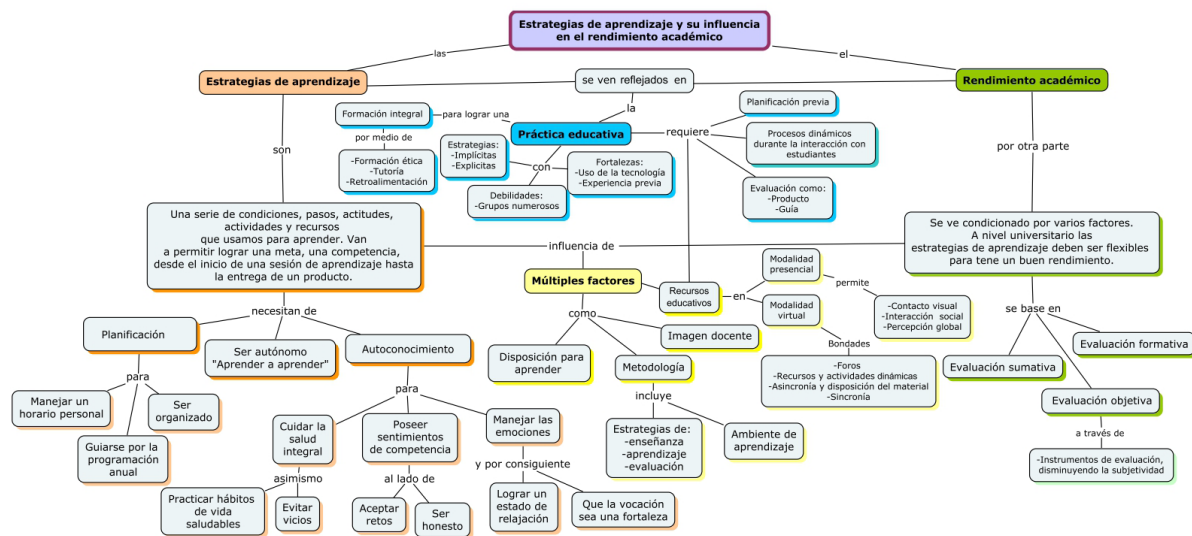 Estrategias de aprendizaje y su influencia
en el rendimiento académico
las
el
Estrategias de aprendizaje
se ven reflejados en
Rendimiento académico
la
Formación integral
para lograr una
Práctica educativa
requiere
Planificación previa
Procesos dinámicos
durante la interacción con
estudiantes
Evaluación como:
-Producto
-Guía
por medio de
-Formación ética
-Tutoría
-Retroalimentación
Estrategias:
-Implícitas
-Explicitas
con
Fortalezas:
-Uso de la tecnología
-Experiencia previa
Debilidades:
-Grupos numerosos
son
por otra parte
Una serie de condiciones, pasos, actitudes,
actividades y recursos
que usamos para aprender. Van
a permitir lograr una meta, una competencia,
desde el inicio de una sesión de aprendizaje hasta
la entrega de un producto.
influencia de
Se ve condicionado por varios factores.
A nivel universitario las
estrategias de aprendizaje deben ser flexibles
para tene un buen rendimiento.
Múltiples factores
Recursos
educativos
en
Modalidad
presencial
permite
-Contacto visual
-Interacción social
-Percepción global
Modalidad
virtual
Bondades
-Foros
-Recursos y actividades dinámicas
-Asincronía y disposición del material
-Sincronía
como
Imagen docente
Disposición para
aprender
Metodología
incluye
Estrategias de:
-enseñanza
-aprendizaje
-evaluación
Ambiente de
aprendizaje
necesitan de
Planificación
Ser autónomo
"Aprender a aprender"
Autoconocimiento
para
Manejar un
horario personal
Ser
organizado
Guiarse por la
programación
anual
para
Cuidar la
salud
integral
Poseer
sentimientos
de competencia
Manejar las
emociones
asimismo
Practicar hábitos
de vida
saludables
Evitar
vicios
al lado de
Aceptar
retos
Ser
honesto
y por consiguiente
Lograr un
estado de
relajación
Que la vocación
sea una fortaleza
se base en
Evaluación formativa
Evaluación sumativa
Evaluación objetiva
a través de
-Instrumentos de evaluación,
disminuyendo la subjetividad